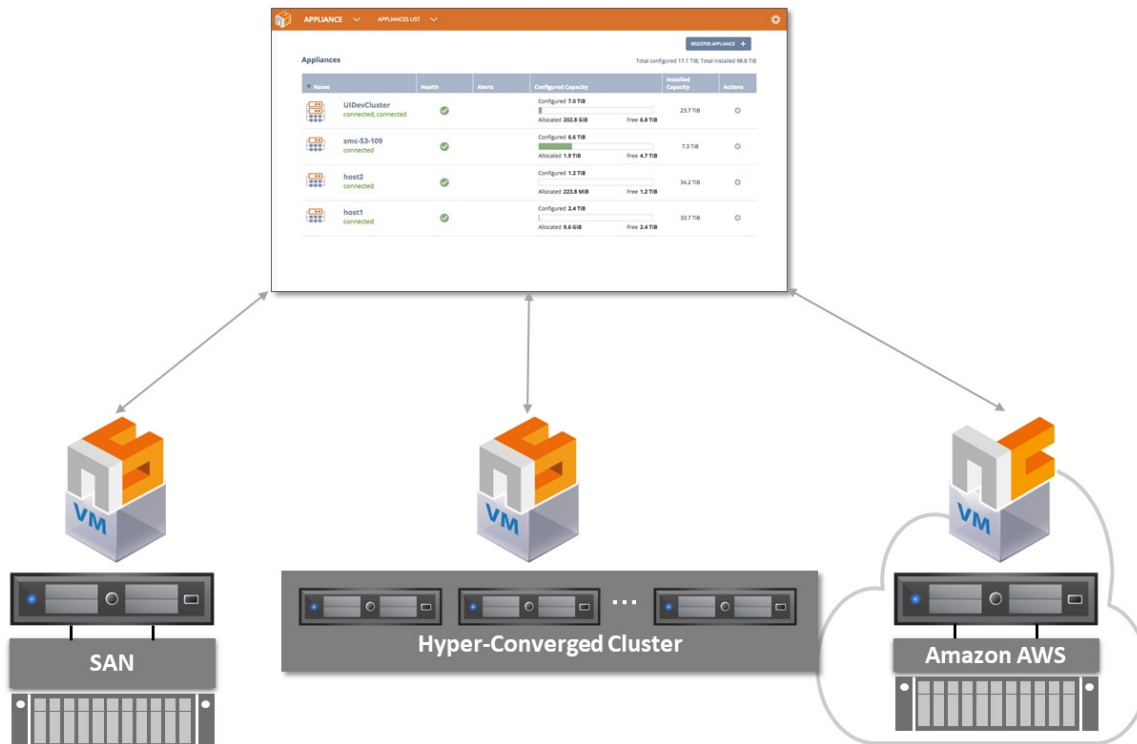 APPLIANCE APPLIANCES LIST
REGISTER APPLIANCE +
Appliances Total configured 17.1 TiB; Total installed 98.8 TiB
Name Health Alerts Configured Capacity Installed Capacity Actions
UIDevCluster
connected, connected
Configured 7.0 TiB
Allocated 202.8 GiB Free 6.8 TiB
23.7 TiB
smc-53-109
connected
Configured 6.6 TiB
Allocated 1.9 TiB Free 4.7 TiB
7.3 TiB
host2
connected
Configured 1.2 TiB
Allocated 223.8 MiB Free 1.2 TiB
34.2 TiB
host1
connected
Configured 2.4 TiB
Allocated 9.6 GiB Free 2.4 TiB
33.7 TiB
VM
VM
VM
...
SAN
Hyper-Converged Cluster
Amazon AWS